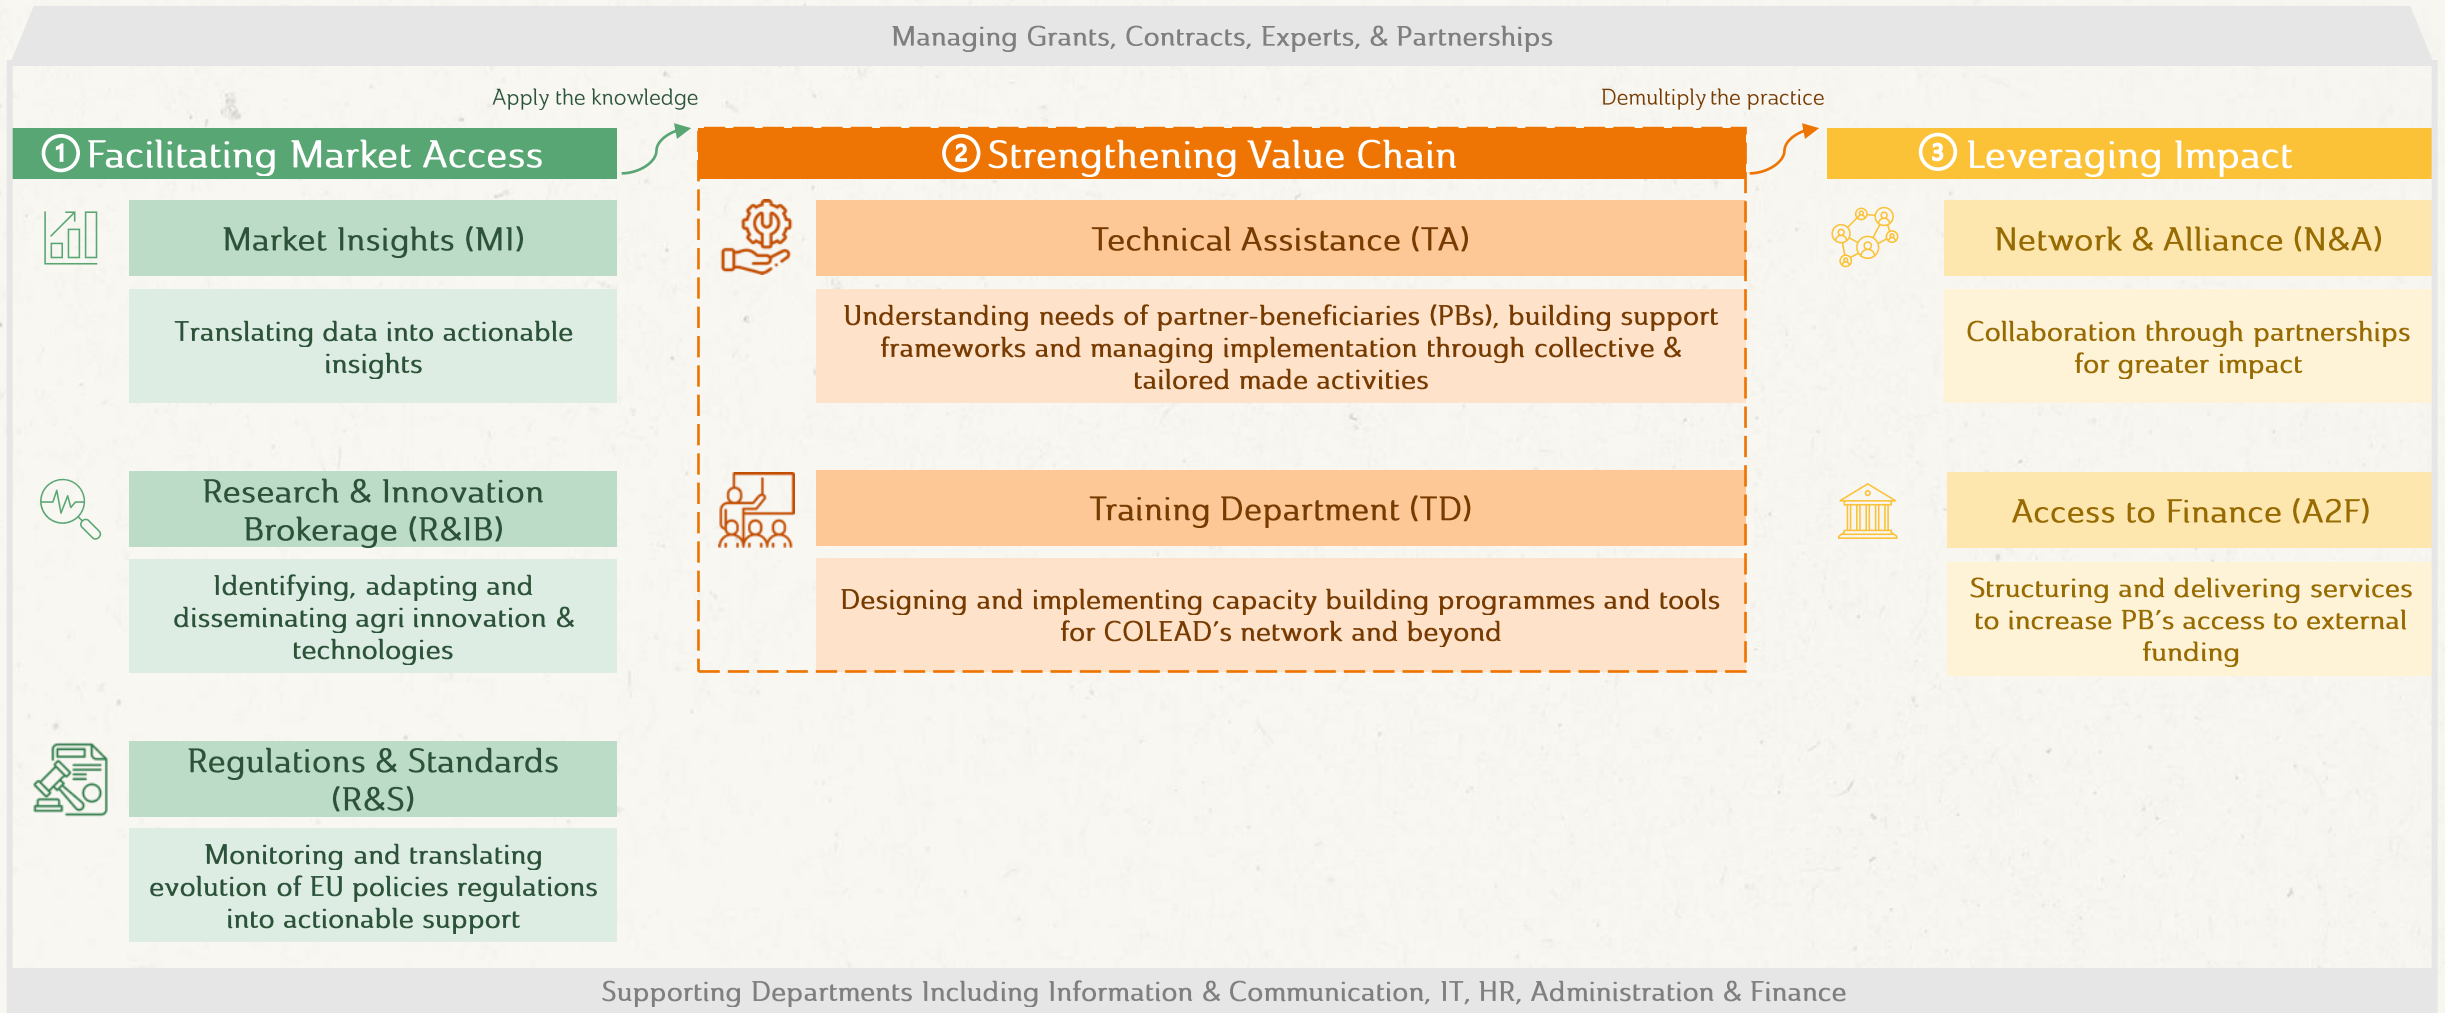 Managing Grants, Contracts, Experts, & Partnerships
Apply the knowledge
Demultiply the practice
1 Facilitating Market Access
Market Insights (MI)
Translating data into actionable
insights
Research & Innovation
Brokerage (R&IB)
Identifying, adapting and
disseminating agri innovation &
technologies
Regulations & Standards
(R&S)
Monitoring and translating
evolution of EU policies regulations
into actionable support
2 Strengthening Value Chain
Technical Assistance (TA)
Understanding needs of partner-beneficiaries (PBs), building support
frameworks and managing implementation through collective &
tailored made activities
Training Department (TD)
Designing and implementing capacity building programmes and tools
for COLEAD's network and beyond
3 Leveraging Impact
Network & Alliance (N&A)
Collaboration through partnerships
for greater impact
Access to Finance (A2F)
Structuring and delivering services
to increase PB's access to external
funding
Supporting Departments Including Information & Communication, IT, HR, Administration & Finance